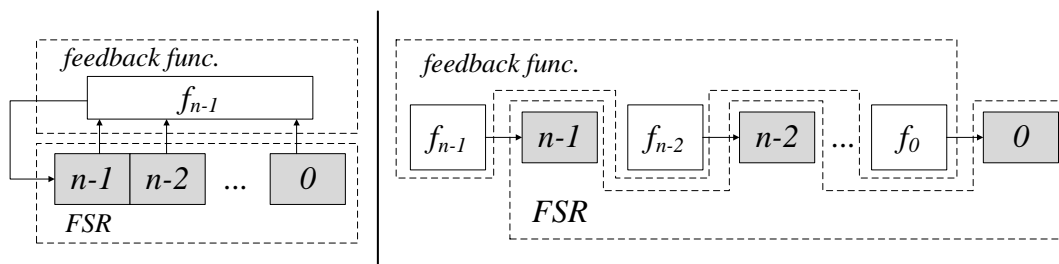 feedback func.
f_{n-1}
n-1 n-2 ... 0
FSR
feedback func.
f_{n-1} n-1 f_{n-2} n-2 ... f_0 0
FSR